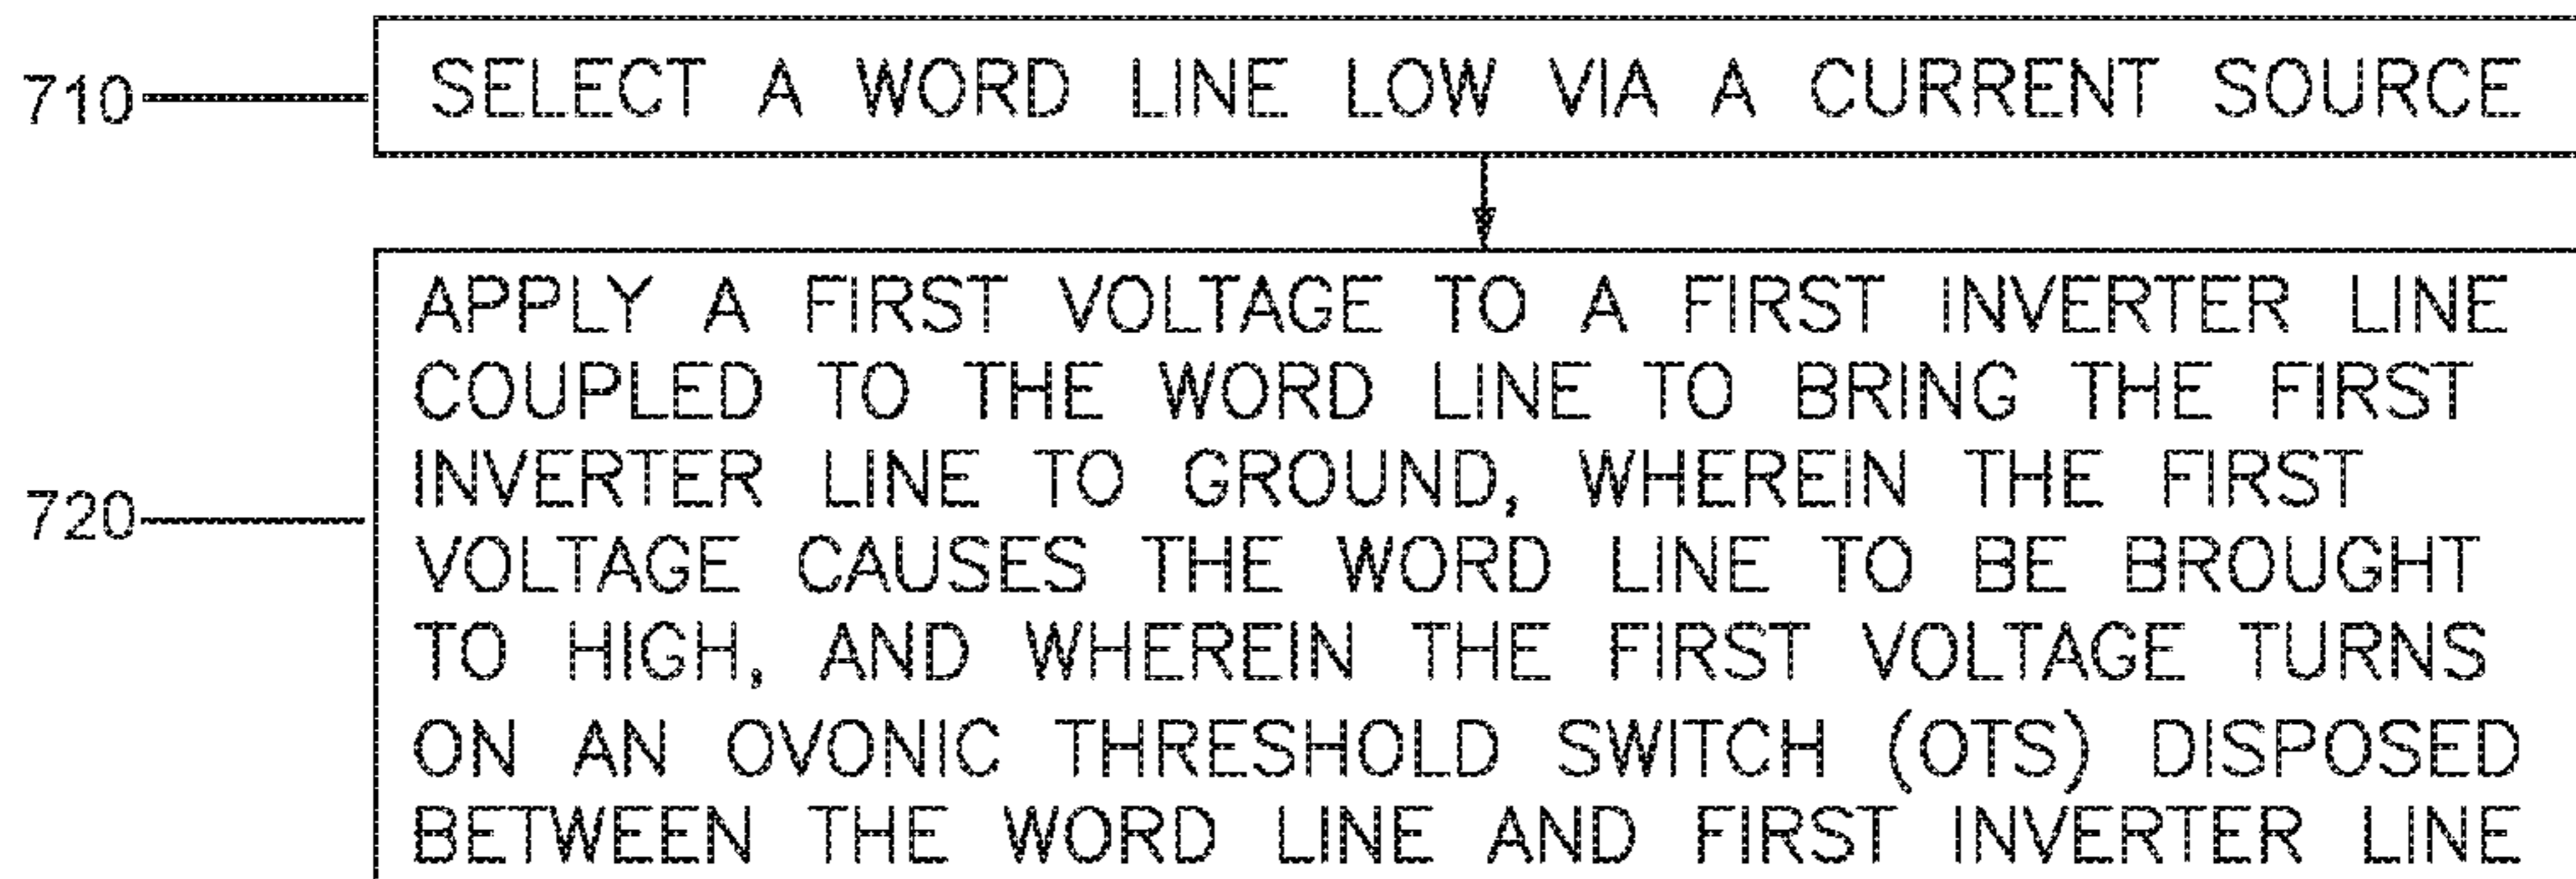 710 SELECT A WORD LINE LOW VIA A CURRENT SOURCE
APPLY A FIRST VOLTAGE TO A FIRST INVERTER LINE
COUPLED TO THE WORD LINE TO BRING THE FIRST
INVERTER LINE TO GROUND, WHEREIN THE FIRST
720 VOLTAGE CAUSES THE WORD LINE TO BE BROUGHT
TO HIGH, AND WHEREIN THE FIRST VOLTAGE TURNS
ON AN OVONIC THRESHOLD SWITCH (OTS) DISPOSED
BETWEEN THE WORD LINE AND FIRST INVERTER LINE